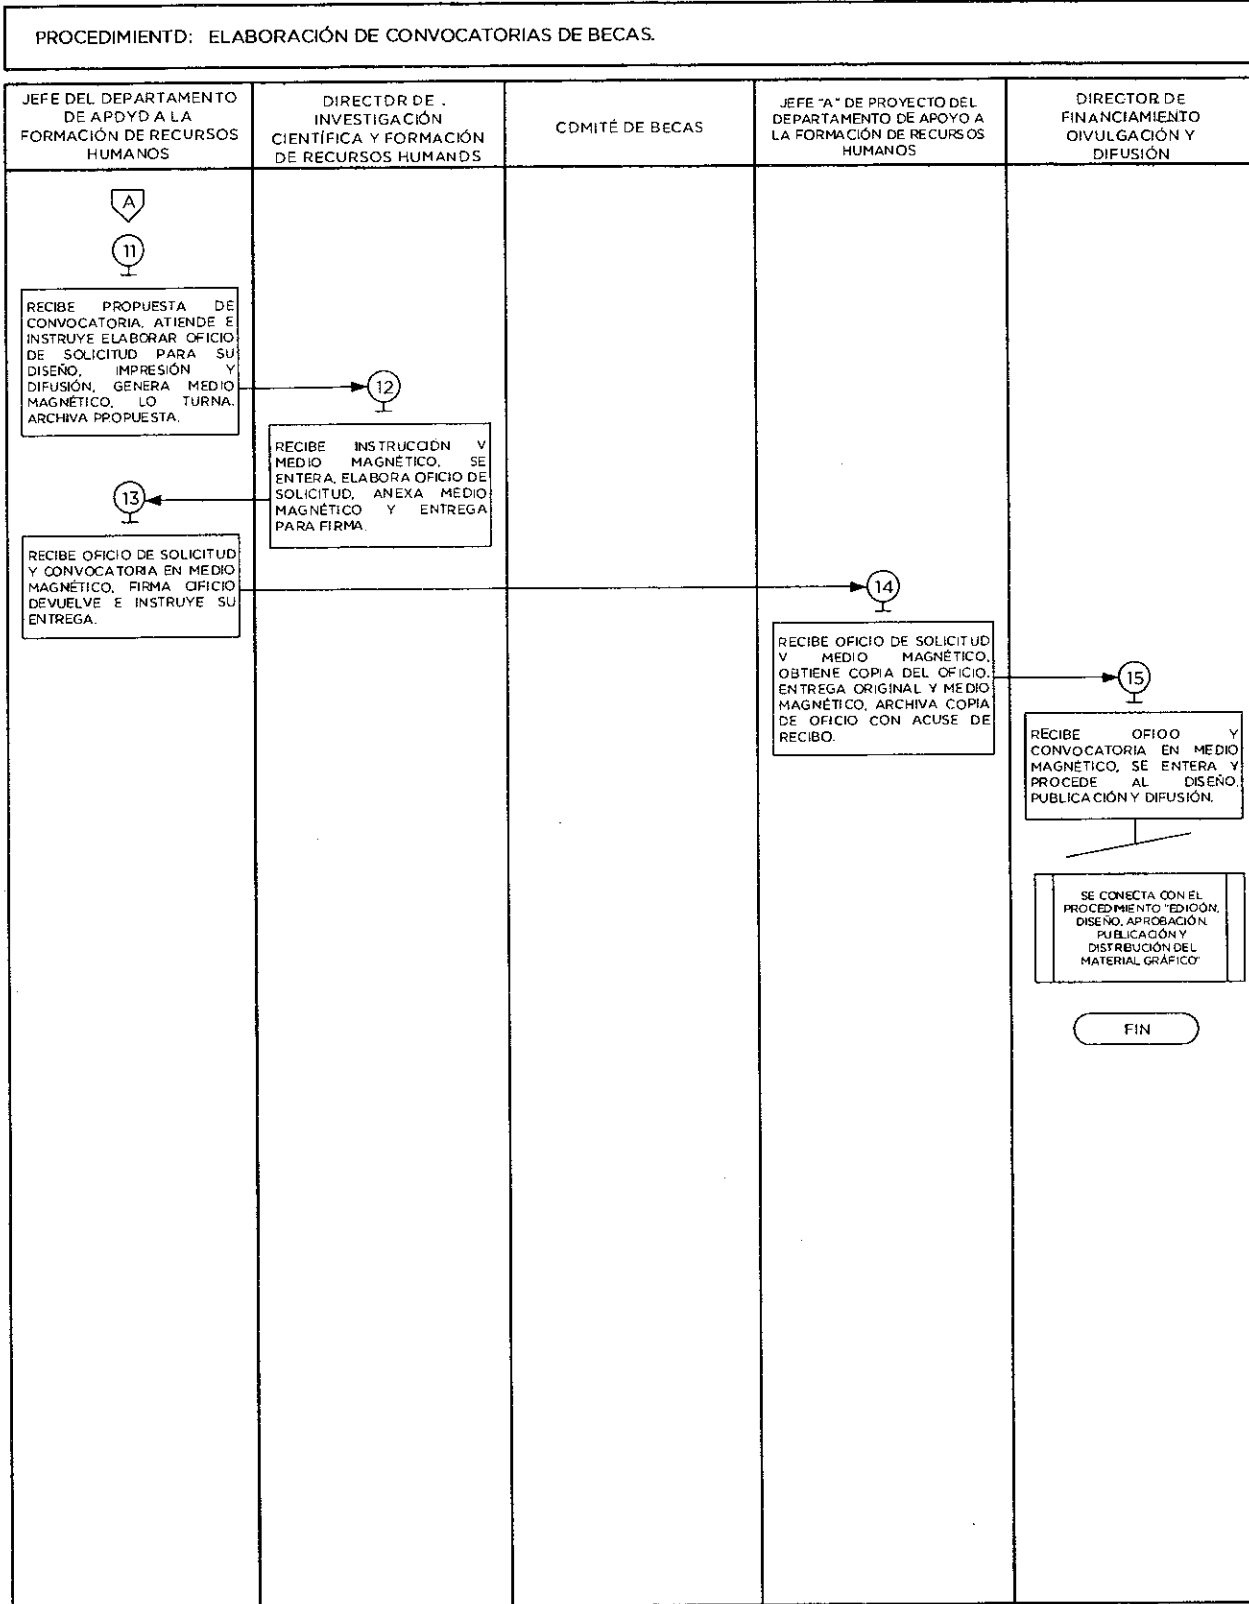 PROCEDIMIENTD: ELABORACIÓN DE CONVOCATORIAS DE BECAS.
JEFE DEL DEPARTAMENTO
DE APDYD A LA
FORMACIÓN DE RECURSOS
HUMANOS
DIRECTDR DE .
INVESTIGACIÓN
CIENTÍFICA Y FORMACIÓN
DE RECURSOS HUMANDS
CDMITÉ DE BECAS
JEFE "A" DE PROYECTO DEL
DEPARTAMENTO DE APOYO A
LA FORMACIÓN DE RECURSOS
HUMANOS
DIRECTOR DE
FINANCIAMIENTO
OIVULGACIÓN Y
DIFUSIÓN
A
11
RECIBE PROPUESTA DE
CONVOCATORIA, ATIENDE E
INSTRUYE ELABORAR OFICIO
DE SOLICITUD PARA SU
DISEÑO, IMPRESIÓN Y
DIFUSIÓN, GENERA MEDIO
MAGNÉTICO, LO TURNA.
ARCHIVA PROPUESTA.
12
RECIBE INSTRUCCIDN V
MEDIO MAGNÉTICO, SE
ENTERA, ELABORA OFICIO DE
SOLICITUD, ANEXA MEDIO
MAGNÉTICO Y ENTREGA
PARA FIRMA.
13
RECIBE OFICIO DE SOLICITUD
Y CONVOCATORIA EN MEDIO
MAGNÉTICO, FIRMA OFICIO
DEVUELVE E INSTRUYE SU
ENTREGA.
14
RECIBE OFICIO DE SOLICITUD
V MEDIO MAGNÉTICO,
OBTIENE COPIA DEL OFICIO.
ENTREGA ORIGINAL Y MEDIO
MAGNÉTICO, ARCHIVA COPIA
DE OFICIO CON ACUSE DE
RECIBO.
15
RECIBE OFIOO Y
CONVOCATORIA EN MEDIO
MAGNÉTICO, SE ENTERA Y
PROCEDE AL DISEÑO.
PUBLICACIÓN Y DIFUSIÓN.
SE CONECTA CON EL
PROCEDIMIENTO "EDIOÓN,
DISEÑO, APROBACIÓN,
PUBLICACIÓN Y
DISTRBUCIÓN DEL
MATERIAL GRÁFICO"
FIN